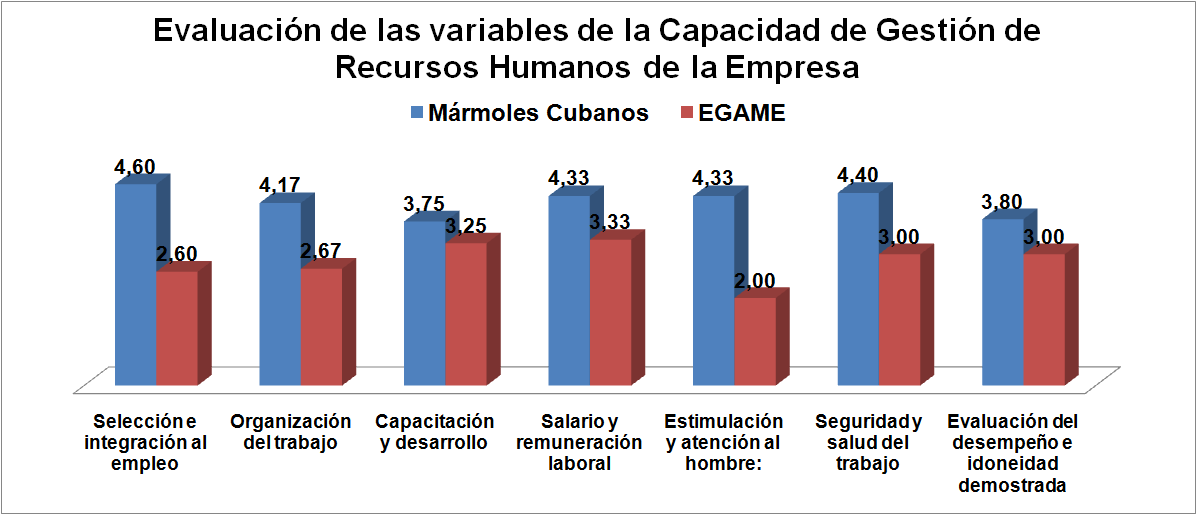 Evaluación de las variables de la Capacidad de Gestión de
Recursos Humanos de la Empresa
Mármoles Cubanos EGAME
4,60 2,60 4,17 2,67 3,75 3,25 4,33 3,33 4,33 2,00 4,40 3,00 3,80 3,00
Selección e
integración al
empleo
Organización
del trabajo
Capacitación
y desarrollo
Salario y
remuneración
laboral
Estimulación
y atención al
hombre:
Seguridad y
salud del
trabajo
Evaluación del
desempeño e
idoneidad
demostrada